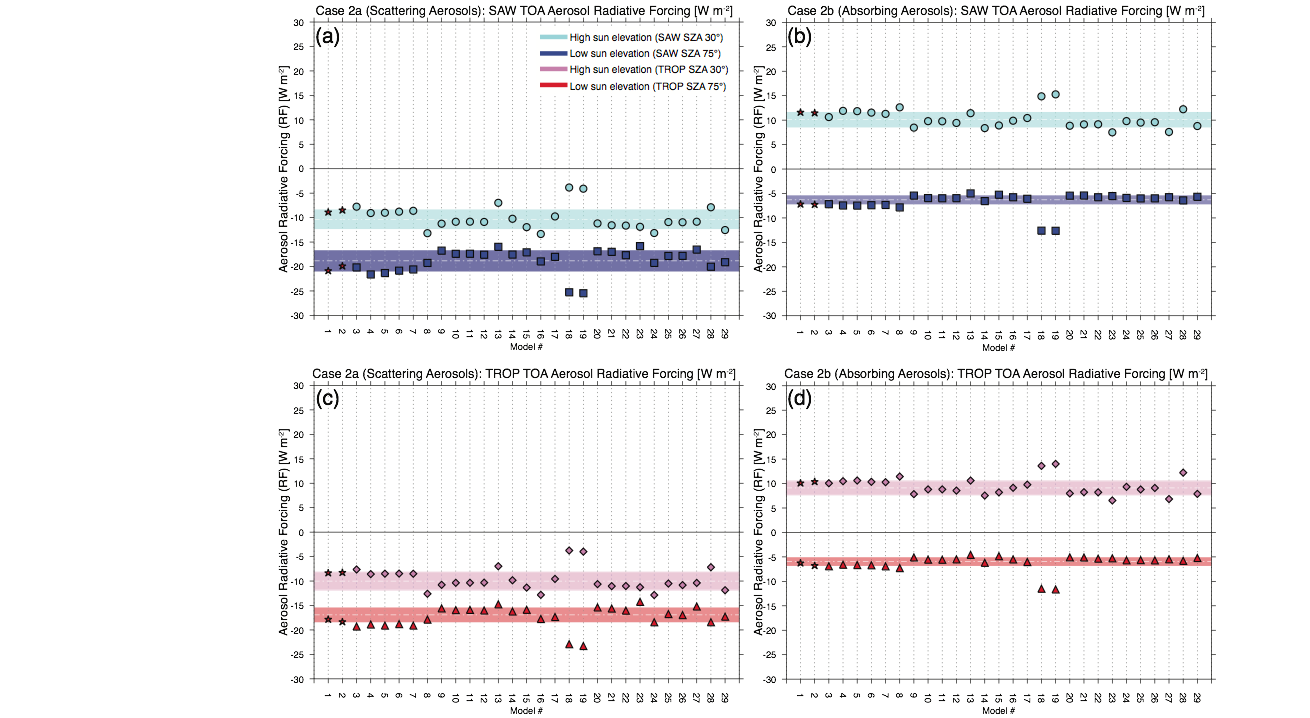 Case 2a (Scattering Aerosols): SAW TOA Aerosol Radiative Forcing [W m⁻²]
(a)
High sun elevation (SAW SZA 30°)
Low sun elevation (SAW SZA 75°)
High sun elevation (TROP SZA 30°)
Low sun elevation (TROP SZA 75°)
Aerosol Radiative Forcing (RF) [W m⁻²]
30
25
20
15
10
5
0
-5
-10
-15
-20
-25
-30
1 2 3 4 5 6 7 8 9 10 11 12 13 14 15 16 17 18 19 20 21 22 23 24 25 26 27 28 29
Model #
Case 2b (Absorbing Aerosols): SAW TOA Aerosol Radiative Forcing [W m⁻²]
(b)
Aerosol Radiative Forcing (RF) [W m⁻²]
30
25
20
15
10
5
0
-5
-10
-15
-20
-25
-30
1 2 3 4 5 6 7 8 9 10 11 12 13 14 15 16 17 18 19 20 21 22 23 24 25 26 27 28 29
Model #
Case 2a (Scattering Aerosols): TROP TOA Aerosol Radiative Forcing [W m⁻²]
(c)
Aerosol Radiative Forcing (RF) [W m⁻²]
30
25
20
15
10
5
0
-5
-10
-15
-20
-25
-30
1 2 3 4 5 6 7 8 9 10 11 12 13 14 15 16 17 18 19 20 21 22 23 24 25 26 27 28 29
Model #
Case 2b (Absorbing Aerosols): TROP TOA Aerosol Radiative Forcing [W m⁻²]
(d)
Aerosol Radiative Forcing (RF) [W m⁻²]
30
25
20
15
10
5
0
-5
-10
-15
-20
-25
-30
1 2 3 4 5 6 7 8 9 10 11 12 13 14 15 16 17 18 19 20 21 22 23 24 25 26 27 28 29
Model #